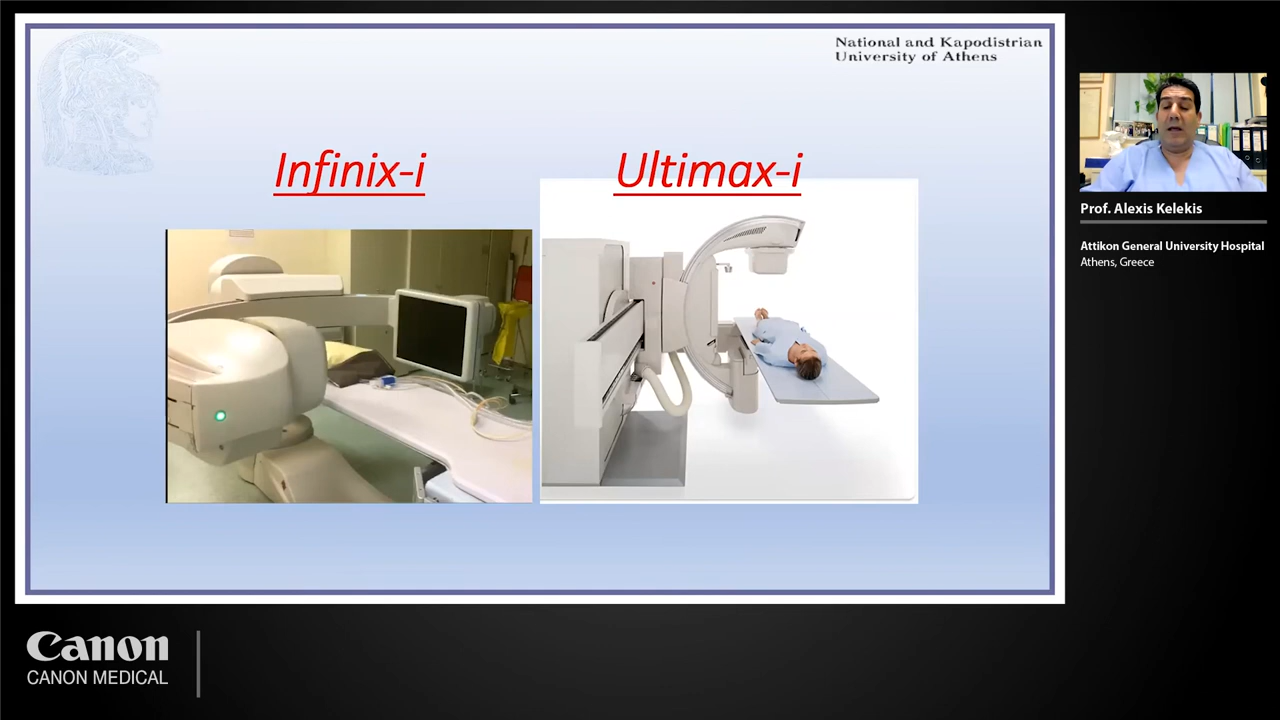 National and Kapodistrian
University of Athens
Infinix-i
Ultimax-i
Prof. Alexis Kelekis
Attikon General University Hospital
Athens, Greece
Canon
CANON MEDICAL